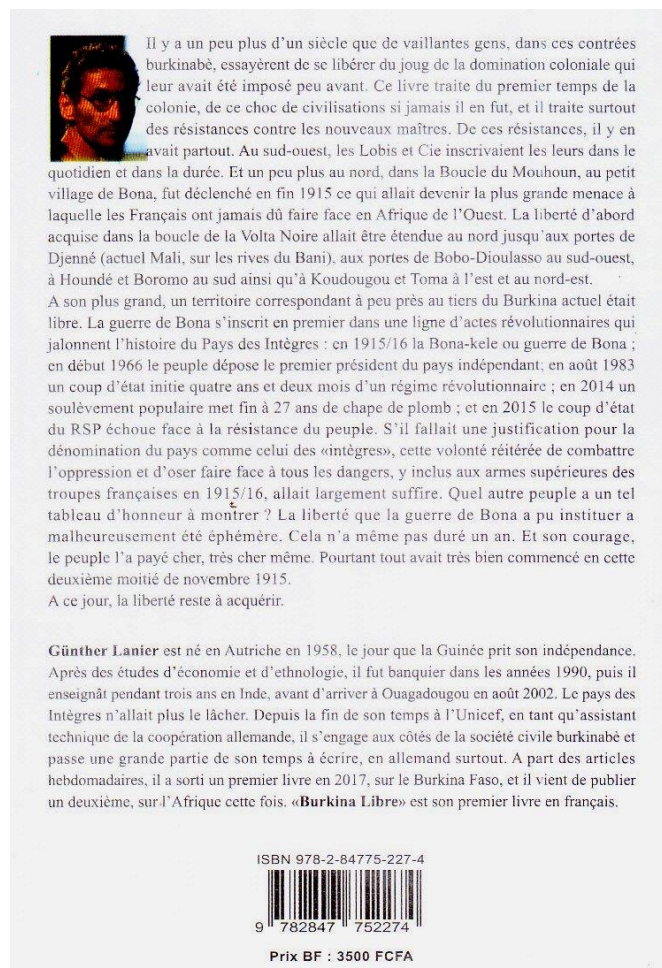 Il y a un peu plus d'un siècle que de vaillantes gens, dans ces contrées
burkinabè, essayèrent de se libérer du joug de la domination coloniale qui
leur avait été imposé peu avant. Ce livre traite du premier temps de la
colonie, de ce choc de civilisations si jamais il en fut, et il traite surtout
des résistances contre les nouveaux maîtres. De ces résistances, il y en
avait partout. Au sud-ouest, les Lobis et Cie inscrivaient les leurs dans le
quotidien et dans la durée. Et un peu plus au nord, dans la Boucle du Mouhoun, au petit
village de Bona, fut déclenché en fin 1915 ce qui allait devenir la plus grande menace à
laquelle les Français ont jamais dû faire face en Afrique de l'Ouest. La liberté d'abord
acquise dans la boucle de la Volta Noire allait être étendue au nord jusqu'aux portes de
Djenné (actuel Mali, sur les rives du Bani), aux portes de Bobo-Dioulasso au sud-ouest,
à Houndé et Boromo au sud ainsi qu'à Koudougou et Toma à l'est et au nord-est.
A son plus grand, un territoire correspondant à peu près au tiers du Burkina actuel était
libre. La guerre de Bona s'inscrit en premier dans une ligne d'actes révolutionnaires qui
jalonnent l'histoire du Pays des Intègres : en 1915/16 la Bona-kele ou guerre de Bona ;
en début 1966 le peuple dépose le premier président du pays indépendant; en août 1983
un coup d'état initie quatre ans et deux mois d'un régime révolutionnaire ; en 2014 un
soulèvement populaire met fin à 27 ans de chape de plomb ; et en 2015 le coup d'état
du RSP échoue face à la résistance du peuple. S'il fallait une justification pour la
dénomination du pays comme celui des «intègres», cette volonté réitérée de combattre
l'oppression et d'oser faire face à tous les dangers, y inclus aux armes supérieures des
troupes françaises en 1915/16, allait largement suffire. Quel autre peuple a un tel
tableau d'honneur à montrer ? La liberté que la guerre de Bona a pu instituer a
malheureusement été éphémère. Cela n'a même pas duré un an. Et son courage,
le peuple l'a payé cher, très cher même. Pourtant tout avait très bien commencé en cette
deuxième moitié de novembre 1915.
A ce jour, la liberté reste à acquérir.
Günther Lanier est né en Autriche en 1958, le jour que la Guinée prit son indépendance.
Après des études d'économie et d'ethnologie, il fut banquier dans les années 1990, puis il
enseignât pendant trois ans en Inde, avant d'arriver à Ouagadougou en août 2002. Le pays des
Intègres n'allait plus le lâcher. Depuis la fin de son temps à l'Unicef, en tant qu'assistant
technique de la coopération allemande, il s'engage aux côtés de la société civile burkinabè et
passe une grande partie de son temps à écrire, en allemand surtout. A part des articles
hebdomadaires, il a sorti un premier livre en 2017, sur le Burkina Faso, et il vient de publier
un deuxième, sur l'Afrique cette fois. «Burkina Libre» est son premier livre en français.
ISBN 978-2-84775-227-4
9 782847 752274
Prix BF : 3500 FCFA